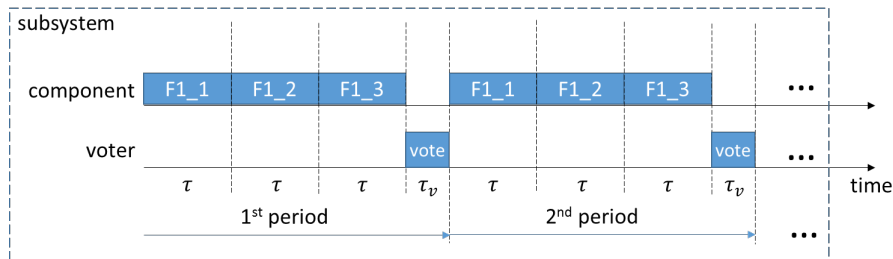 subsystem
component F1_1 F1_2 F1_3 F1_1 F1_2 F1_3 ...
voter vote vote ...
τ τ τ τ_v τ τ τ τ_v time
1st period 2nd period ...